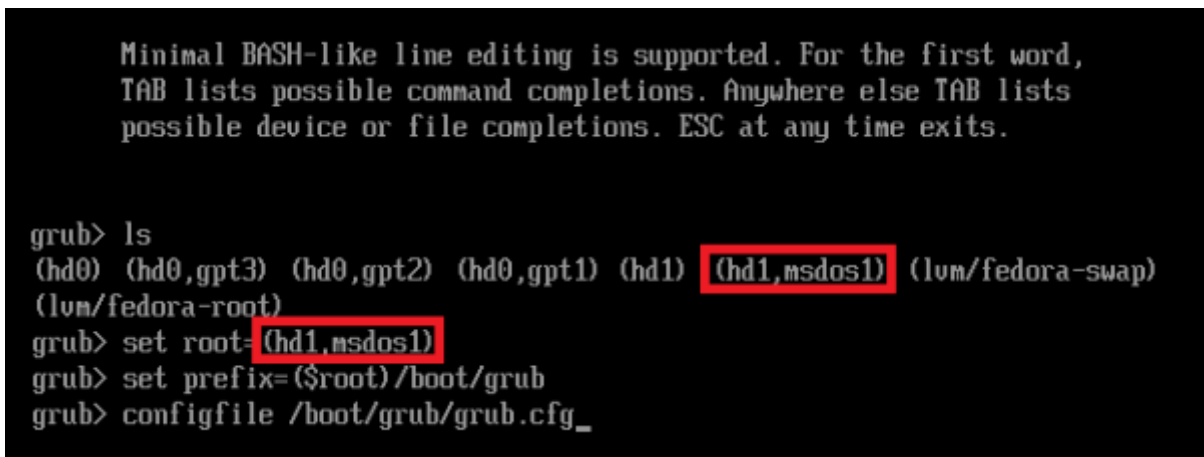 Minimal BASH-like line editing is supported. For the first word,
TAB lists possible command completions. Anywhere else TAB lists
possible device or file completions. ESC at any time exits.
grub> ls
(hd0) (hd0,gpt3) (hd0,gpt2) (hd0,gpt1) (hd1) (hd1,msdos1) (lvm/fedora-swap)
(lvm/fedora-root)
grub> set root=(hd1,msdos1)
grub> set prefix=($root)/boot/grub
grub> configfile /boot/grub/grub.cfg_